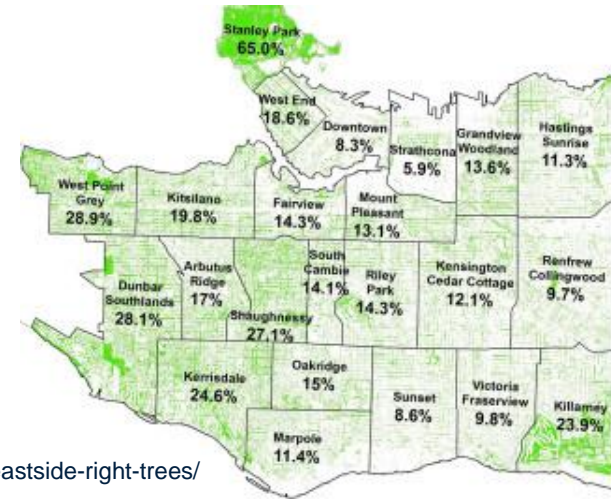 Stanley Park
65.0%
West End
18.6%
Downtown
8.3%
Strathcona
5.9%
Grandview
Woodland
13.6%
Hastings
Sunrise
11.3%
West Point
Grey
28.9%
Kitsilano
19.8%
Fairview
14.3%
Mount
Pleasant
13.1%
Dunbar
Southlands
28.1%
Arbutus
Ridge
17%
Shaughnessy
27.1%
South
Cambie
14.1%
Riley
Park
14.3%
Kensington
Cedar Cottage
12.1%
Renfrew
Collingwood
9.7%
Kerrisdale
24.6%
Oakridge
15%
Marpole
11.4%
Sunset
8.6%
Victoria
Fraserview
9.8%
Killarney
23.9%
eastside-right-trees/